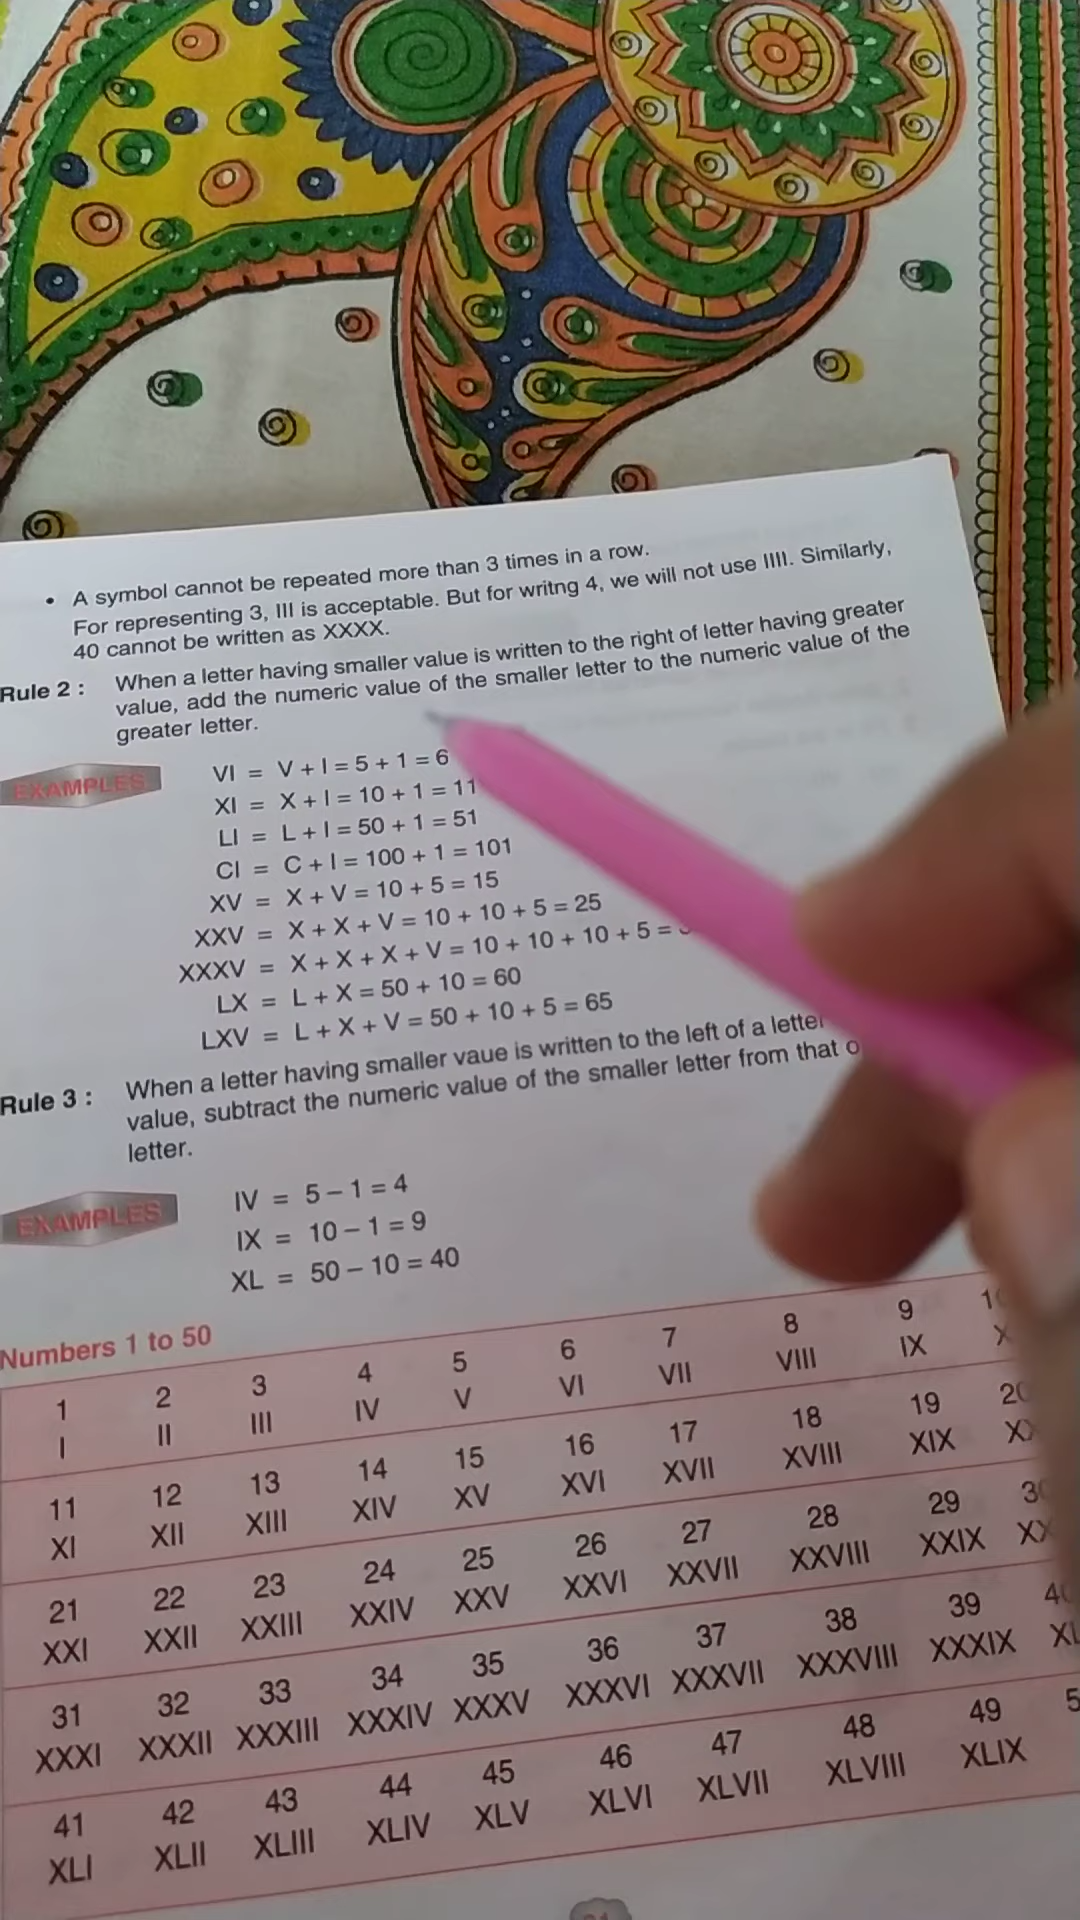 • A symbol cannot be repeated more than 3 times in a row.
For representing 3, III is acceptable. But for writng 4, we will not use IIII. Similarly,
40 cannot be written as XXXX.
Rule 2 : When a letter having smaller value is written to the right of letter having greater
value, add the numeric value of the smaller letter to the numeric value of the
greater letter.
EXAMPLES
VI = V + I = 5 + 1 = 6
XI = X + I = 10 + 1 = 11
LI = L + I = 50 + 1 = 51
CI = C + I = 100 + 1 = 101
XV = X + V = 10 + 5 = 15
XXV = X + X + V = 10 + 10 + 5 = 25
XXXV = X + X + X + V = 10 + 10 + 10 + 5 =
LX = L + X = 50 + 10 = 60
LXV = L + X + V = 50 + 10 + 5 = 65
Rule 3 : When a letter having smaller vaue is written to the left of a letter
value, subtract the numeric value of the smaller letter from that
letter.
EXAMPLES
IV = 5 – 1 = 4
IX = 10 – 1 = 9
XL = 50 – 10 = 40
Numbers 1 to 50
1 2 3 4 5 6 7 8 9
I II III IV V VI VII VIII IX X
11 12 13 14 15 16 17 18 19 20
XI XII XIII XIV XV XVI XVII XVIII XIX XX
21 22 23 24 25 26 27 28 29
XXI XXII XXIII XXIV XXV XXVI XXVII XXVIII XXIX
31 32 33 34 35 36 37 38 39
XXXI XXXII XXXIII XXXIV XXXV XXXVI XXXVII XXXVIII XXXIX XL
41 42 43 44 45 46 47 48 49
XLI XLII XLIII XLIV XLV XLVI XLVII XLVIII XLIX